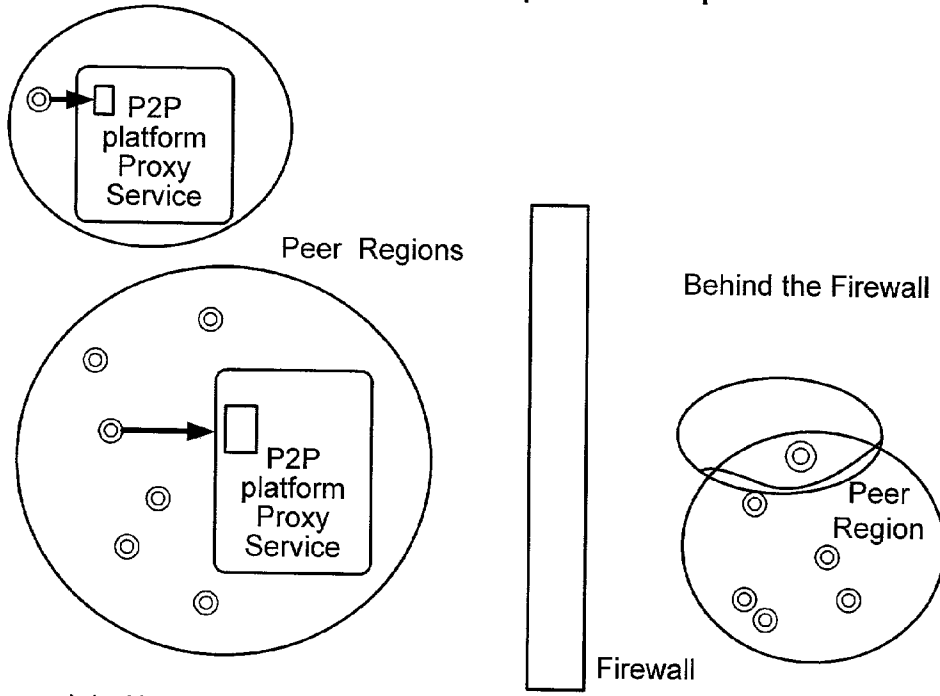 P2P
platform
Proxy
Service
Peer Regions
Behind the Firewall
P2P
platform
Proxy
Service
Peer
Region
Firewall